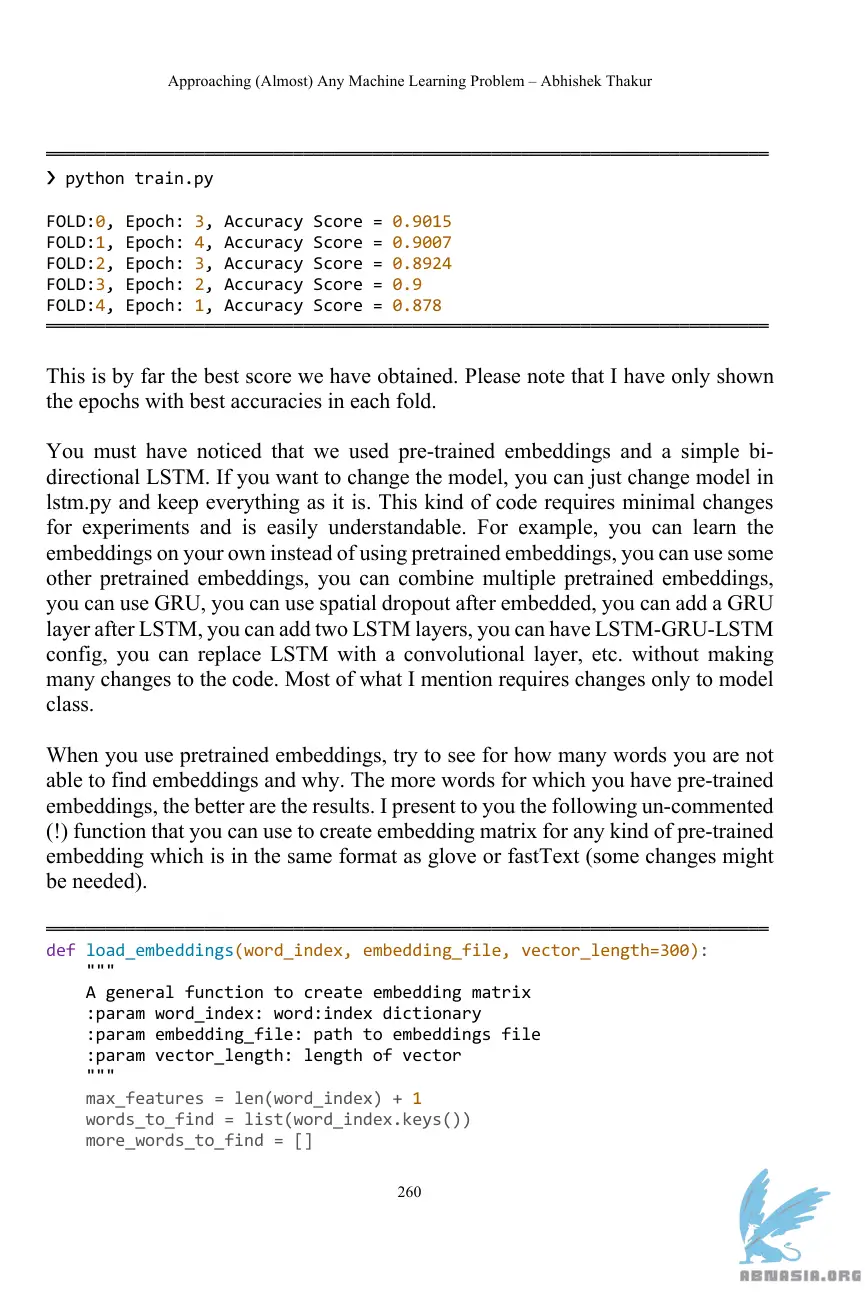 Approaching (Almost) Any Machine Learning Problem – Abhishek Thakur
❯ python train.py
FOLD:0, Epoch: 3, Accuracy Score = 0.9015
FOLD:1, Epoch: 4, Accuracy Score = 0.9007
FOLD:2, Epoch: 3, Accuracy Score = 0.8924
FOLD:3, Epoch: 2, Accuracy Score = 0.9
FOLD:4, Epoch: 1, Accuracy Score = 0.878
This is by far the best score we have obtained. Please note that I have only shown
the epochs with best accuracies in each fold.
You must have noticed that we used pre-trained embeddings and a simple bi-
directional LSTM. If you want to change the model, you can just change model in
lstm.py and keep everything as it is. This kind of code requires minimal changes
for experiments and is easily understandable. For example, you can learn the
embeddings on your own instead of using pretrained embeddings, you can use some
other pretrained embeddings, you can combine multiple pretrained embeddings,
you can use GRU, you can use spatial dropout after embedded, you can add a GRU
layer after LSTM, you can add two LSTM layers, you can have LSTM-GRU-LSTM
config, you can replace LSTM with a convolutional layer, etc. without making
many changes to the code. Most of what I mention requires changes only to model
class.
When you use pretrained embeddings, try to see for how many words you are not
able to find embeddings and why. The more words for which you have pre-trained
embeddings, the better are the results. I present to you the following un-commented
(!) function that you can use to create embedding matrix for any kind of pre-trained
embedding which is in the same format as glove or fastText (some changes might
be needed).
def load_embeddings(word_index, embedding_file, vector_length=300):
"""
A general function to create embedding matrix
:param word_index: word:index dictionary
:param embedding_file: path to embeddings file
:param vector_length: length of vector
"""
max_features = len(word_index) + 1
words_to_find = list(word_index.keys())
more_words_to_find = []
260
ABNASIA.ORG